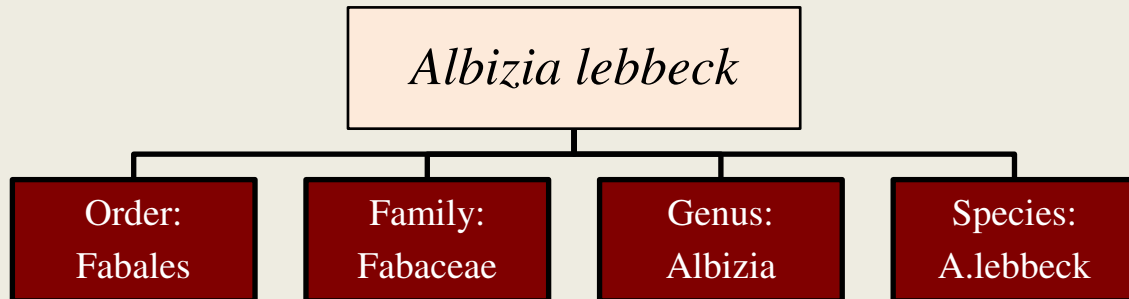 Albizia lebbeck
Order:
Fabales
Family:
Fabaceae
Genus:
Albizia
Species:
A.lebbeck